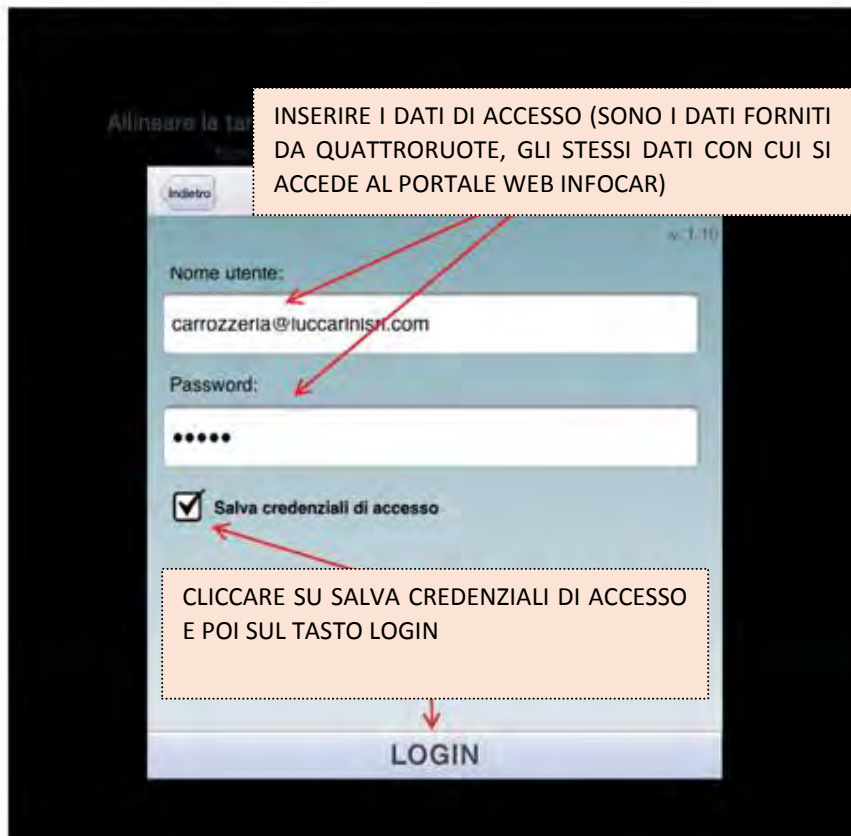 Allineare la tar
INSERIRE I DATI DI ACCESSO (SONO I DATI FORNITI
DA QUATTRORUOTE, GLI STESSI DATI CON CUI SI
ACCEDE AL PORTALE WEB INFOCAR)
Indietro
v. 1.10
Nome utente:
carrozzeria@luccarinisrl.com
Password:
•••••
Salva credenziali di accesso
CLICCARE SU SALVA CREDENZIALI DI ACCESSO
E POI SUL TASTO LOGIN
LOGIN